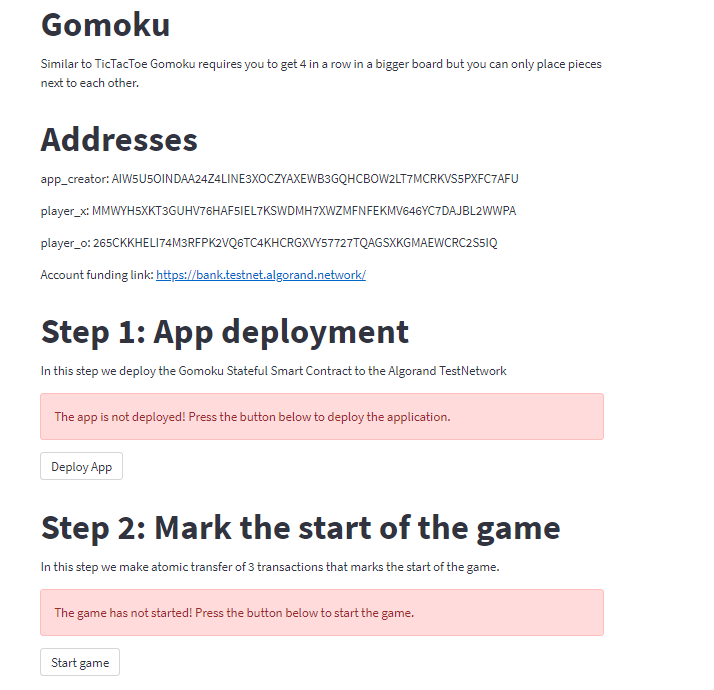 Gomoku
Similar to TicTacToe Gomoku requires you to get 4 in a row in a bigger board but you can only place pieces
next to each other.
Addresses
app_creator: AIW5U5OINDAA24Z4LINE3XOCZYAXEWB3GQHCBOW2LT7MCRKVS5PXFC7AFU
player_x: MMWYH5XKT3GUHV76HAF5IEL7KSWDMH7XWZMFNFEKMV646YC7DAJBL2WWPA
player_o: 265CKKHELI74M3RFPK2VQ6TC4KHCRGXVY57727TQAGSXKGMAEWCRC2S5IQ
Account funding link: https://bank.testnet.algorand.network/
Step 1: App deployment
In this step we deploy the Gomoku Stateful Smart Contract to the Algorand TestNetwork
The app is not deployed! Press the button below to deploy the application.
Deploy App
Step 2: Mark the start of the game
In this step we make atomic transfer of 3 transactions that marks the start of the game.
The game has not started! Press the button below to start the game.
Start game